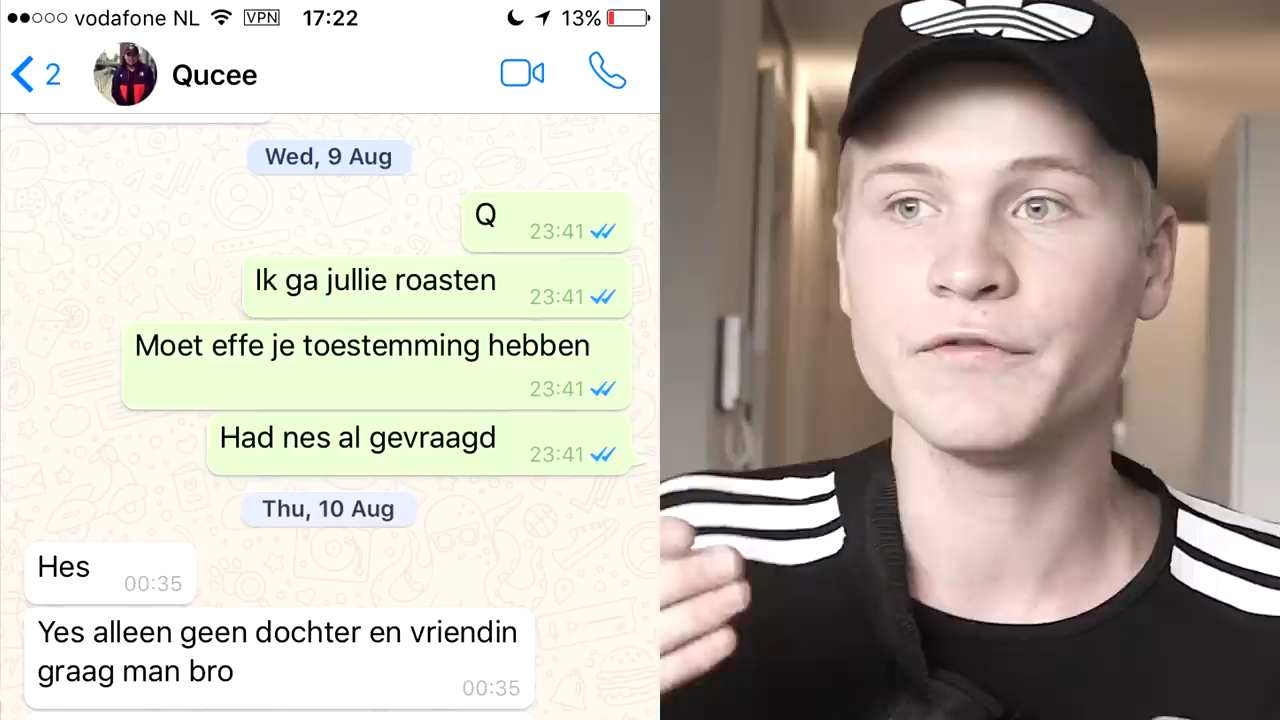 vodafone NL VPN 17:22 13%
2 Qucee
Wed, 9 Aug
Q 23:41
Ik ga jullie roasten 23:41
Moet effe je toestemming hebben
23:41
Had nes al gevraagd 23:41
Thu, 10 Aug
Hes 00:35
Yes alleen geen dochter en vriendin
graag man bro 00:35